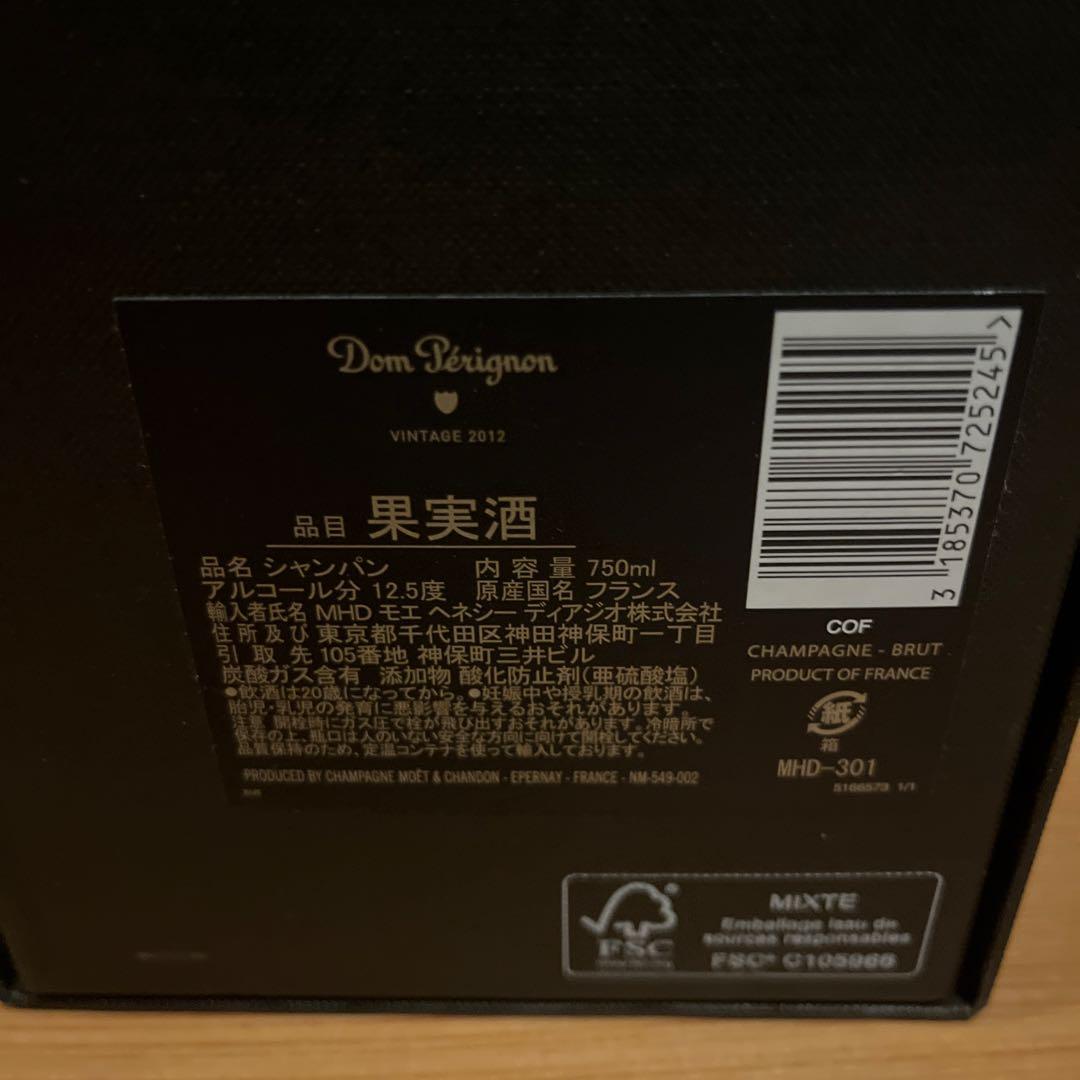 Dom Pérignon
VINTAGE 2012
品目 果実酒
品名 シャンパン 内容量 750ml
アルコール分 12.5度 原産国名 フランス
輸入者氏名 MHD モエ ヘネシー ディアジオ株式会社
住所及び 東京都千代田区神田神保町一丁目
引取先 105番地 神保町三井ビル
炭酸ガス含有 添加物 酸化防止剤(亜硫酸塩)
●飲酒は20歳になってから。●妊娠中や授乳期の飲酒は、
胎児・乳児の発育に悪影響を与えるおそれがあります。
注意 開栓時にガス圧で栓が飛び出すおそれがあります。冷暗所で
保存の上、瓶口は人のいない安全な方向に向けて開栓してください。
品質保持のため、定温コンテナを使って輸入しております。
PRODUCED BY CHAMPAGNE MOËT & CHANDON - EPERNAY - FRANCE - NM-549-002
3 185370 725245 >
COF
CHAMPAGNE - BRUT
PRODUCT OF FRANCE
紙
箱
MHD-301
5166573 1/1
FSC
MIXTE
Emballage issu de
sources responsables
FSC® C105966